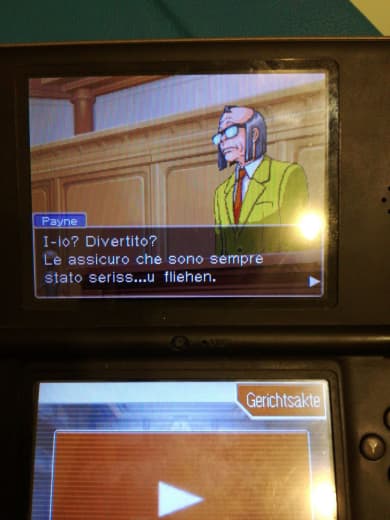 Payne
I-io? Divertito?
Le assicuro che sono sempre
stato seriss...u fliehen.
Gerichtsakte
Y